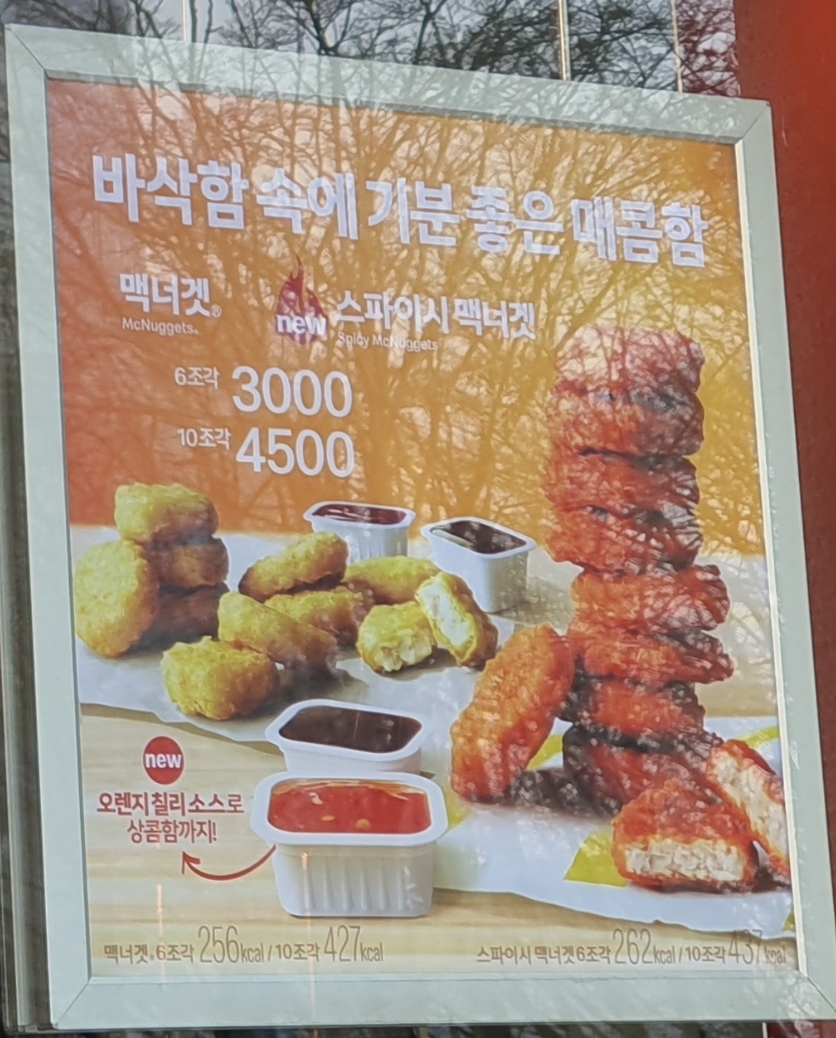 바삭함 속에 기분 좋은 매콤함
맥너겟®
McNuggets™
new 스파이시 맥너겟
Spicy McNuggets
6조각 3000
10조각 4500
new
오렌지 칠리 소스로
상콤함까지!
맥너겟® 6조각 256kcal / 10조각 427kcal
스파이시 맥너겟 6조각 262kcal / 10조각 437kcal